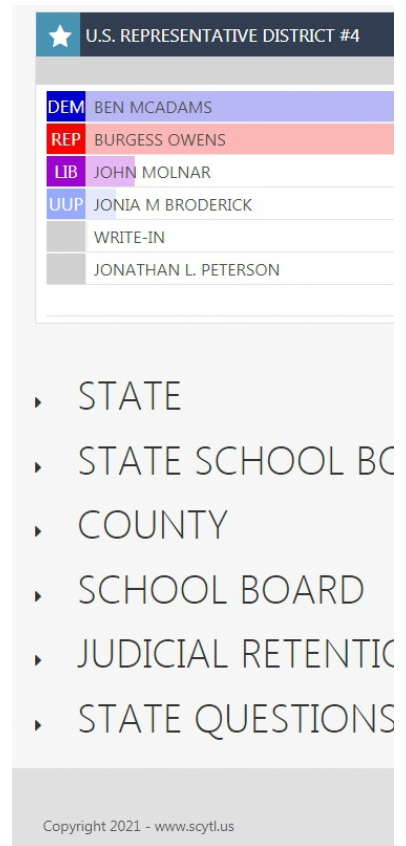 U.S. REPRESENTATIVE DISTRICT #4
DEM BEN MCADAMS
REP BURGESS OWENS
LIB JOHN MOLNAR
UUP JONIA M BRODERICK
WRITE-IN
JONATHAN L. PETERSON
STATE
STATE SCHOOL BO
COUNTY
SCHOOL BOARD
JUDICIAL RETENTIO
STATE QUESTIONS
Copyright 2021 - www.scytl.us